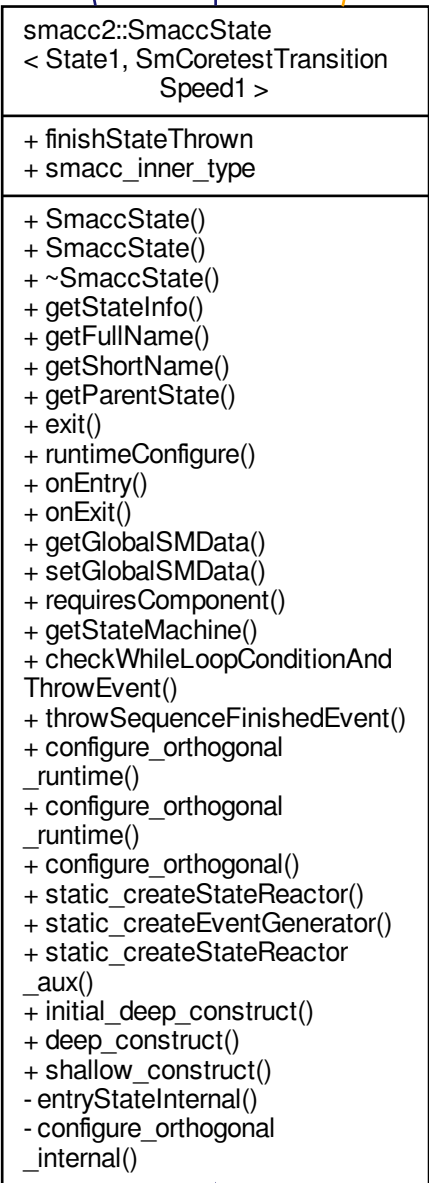 smacc2::SmaccState
< State1, SmCoretestTransition
Speed1 >
+ finishStateThrown
+ smacc_inner_type
+ SmaccState()
+ SmaccState()
+ ~SmaccState()
+ getStateInfo()
+ getFullName()
+ getShortName()
+ getParentState()
+ exit()
+ runtimeConfigure()
+ onEntry()
+ onExit()
+ getGlobalSMData()
+ setGlobalSMData()
+ requiresComponent()
+ getStateMachine()
+ checkWhileLoopConditionAnd
ThrowEvent()
+ throwSequenceFinishedEvent()
+ configure_orthogonal
_runtime()
+ configure_orthogonal
_runtime()
+ configure_orthogonal()
+ static_createStateReactor()
+ static_createEventGenerator()
+ static_createStateReactor
_aux()
+ initial_deep_construct()
+ deep_construct()
+ shallow_construct()
- entryStateInternal()
- configure_orthogonal
_internal()